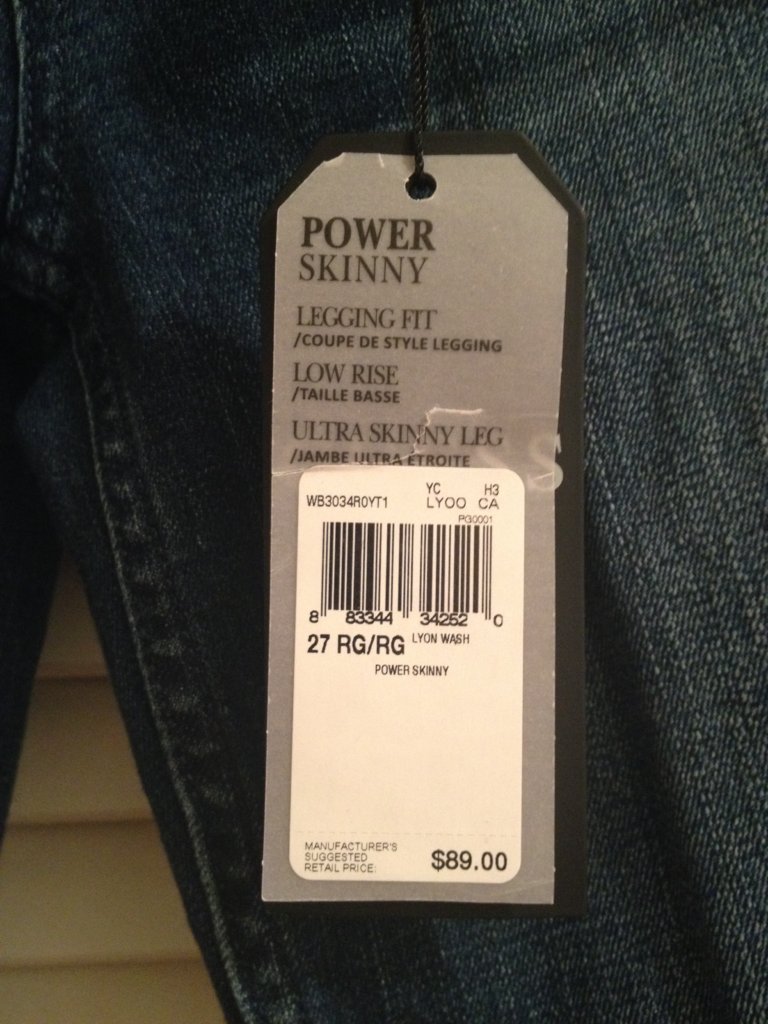 POWER
SKINNY
LEGGING FIT
/COUPE DE STYLE LEGGING
LOW RISE
/TAILLE BASSE
ULTRA SKINNY LEG
/JAMBE ULTRA ETROITE
S
YC H3
WB3034R0YT1 LYOO CA
PG0001
8 83344 34252 0
27 RG/RG LYON WASH
POWER SKINNY
MANUFACTURER'S
SUGGESTED
RETAIL PRICE: $89.00